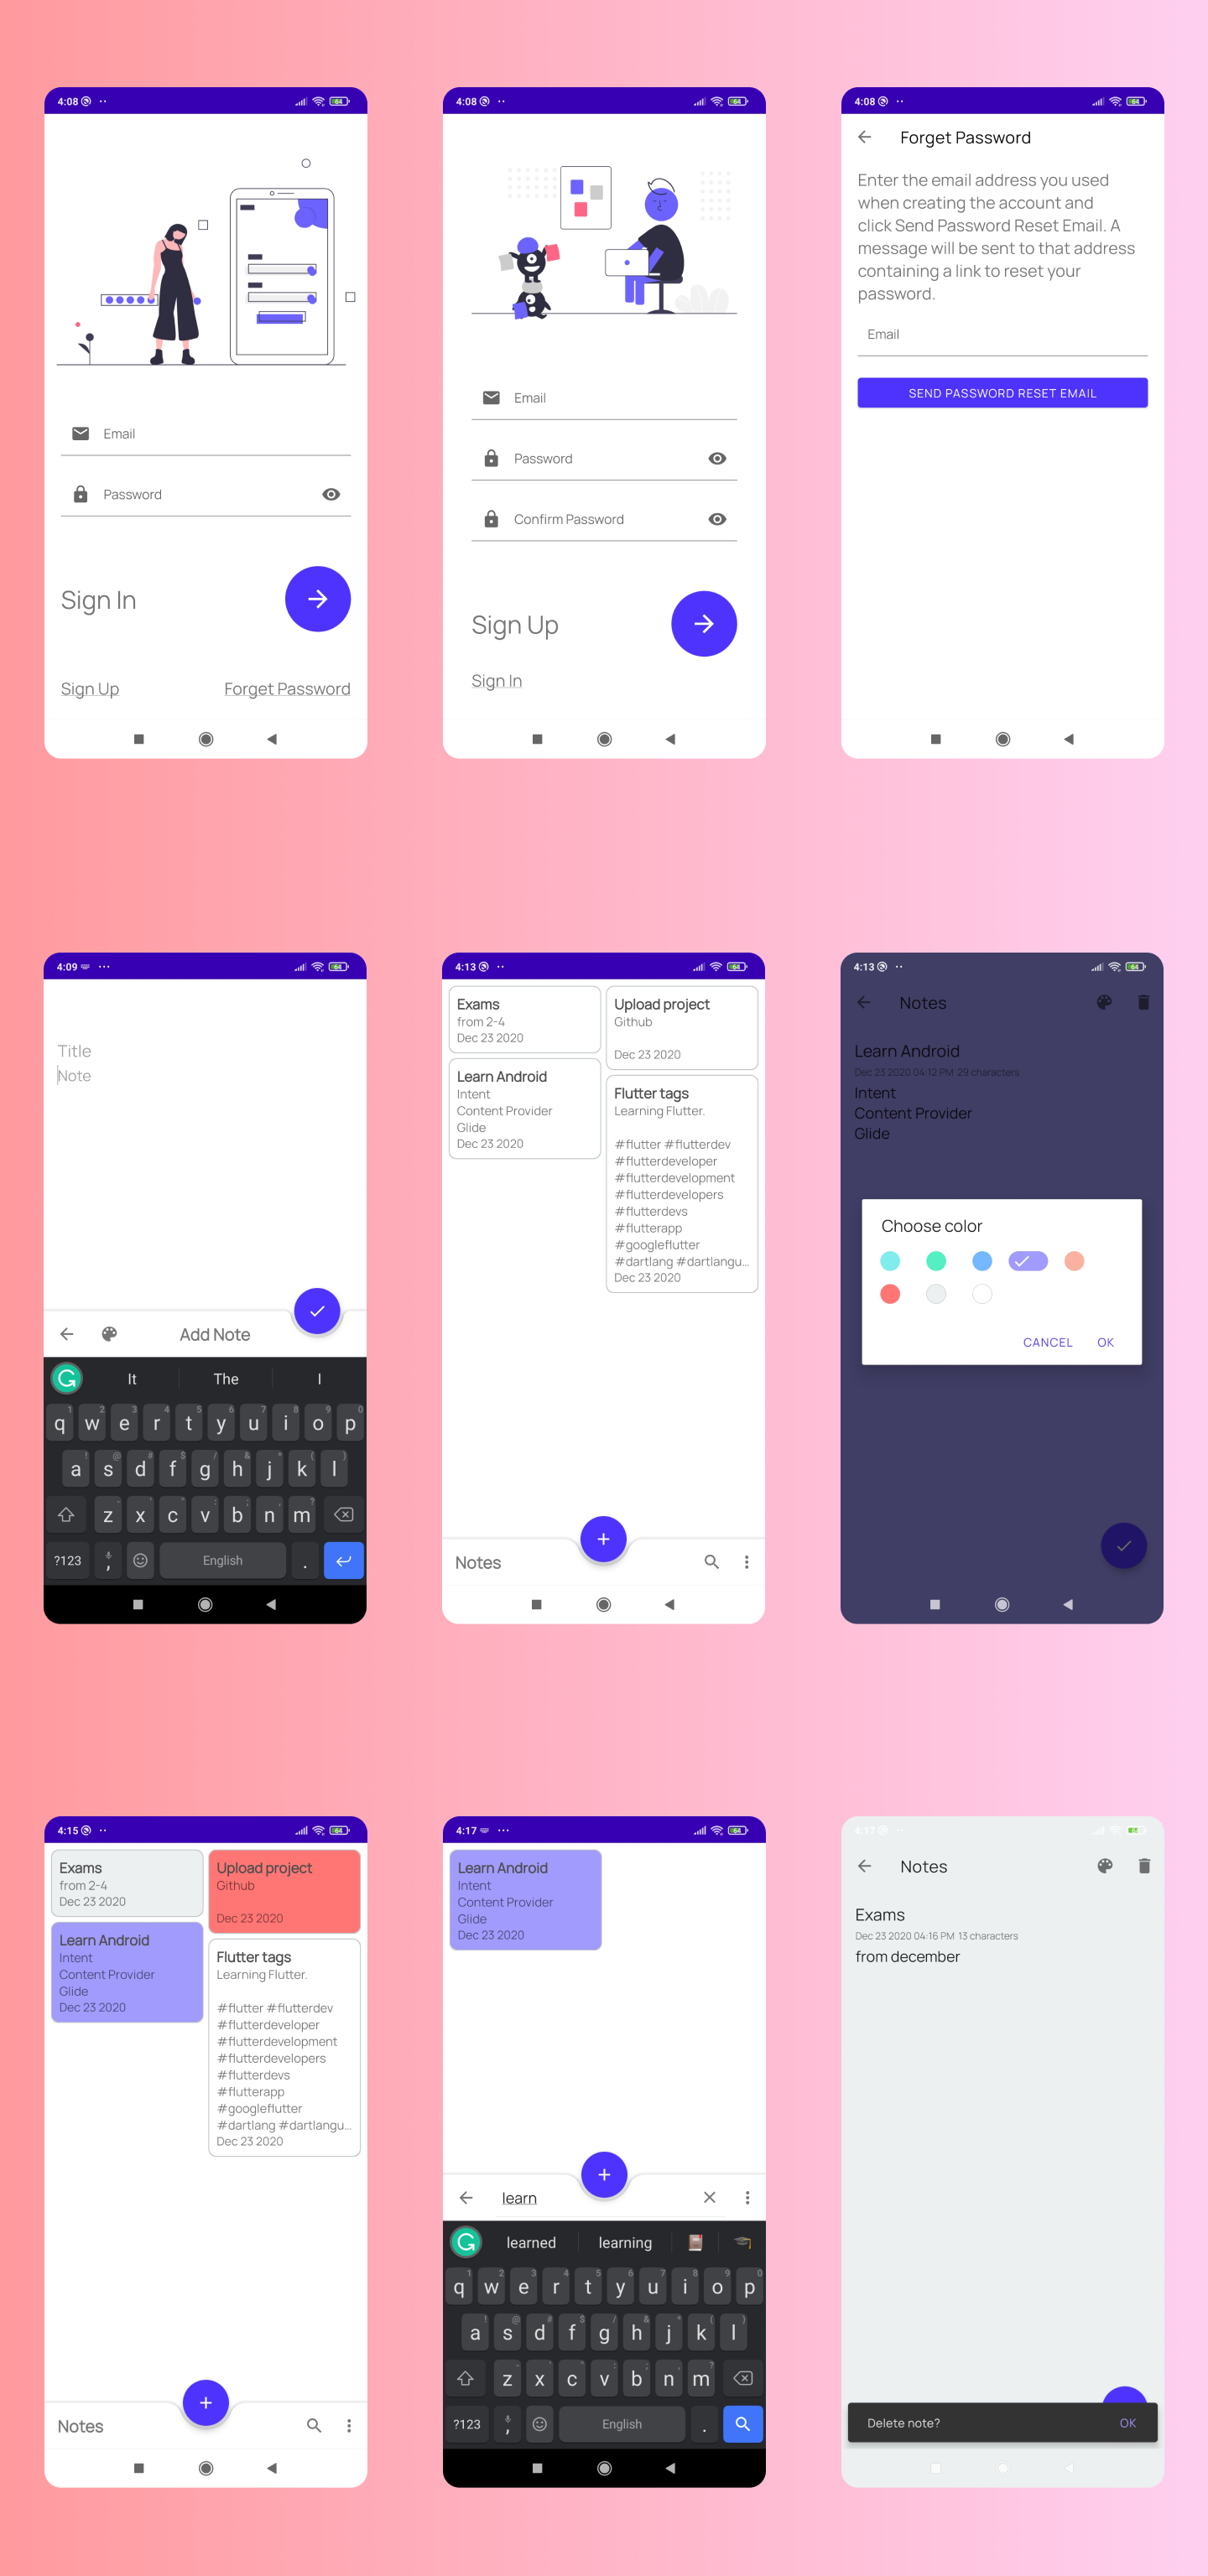 4:08
64
Email
Password
Sign In
Sign Up
Forget Password
4:08
64
Email
Password
Confirm Password
Sign Up
Sign In
4:08
64
Forget Password
Enter the email address you used
when creating the account and
click Send Password Reset Email. A
message will be sent to that address
containing a link to reset your
password.
Email
SEND PASSWORD RESET EMAIL
4:09
64
Title
Note
Add Note
It The I
q w e r t y u i o p
a s d f g h j k l
z x c v b n m
?123 , English .
4:13
64
Exams
from 2-4
Dec 23 2020
Learn Android
Intent
Content Provider
Glide
Dec 23 2020
Upload project
Github
Dec 23 2020
Flutter tags
Learning Flutter.
#flutter #flutterdev
#flutterdeveloper
#flutterdevelopment
#flutterdevelopers
#flutterdevs
#flutterapp
#googleflutter
#dartlang #dartlangu...
Dec 23 2020
Notes
4:13
64
Notes
Learn Android
Dec 23 2020 04:12 PM 29 characters
Intent
Content Provider
Glide
Choose color
CANCEL OK
4:15
64
Exams
from 2-4
Dec 23 2020
Learn Android
Intent
Content Provider
Glide
Dec 23 2020
Upload project
Github
Dec 23 2020
Flutter tags
Learning Flutter.
#flutter #flutterdev
#flutterdeveloper
#flutterdevelopment
#flutterdevelopers
#flutterdevs
#flutterapp
#googleflutter
#dartlang #dartlangu...
Dec 23 2020
Notes
4:17
64
Learn Android
Intent
Content Provider
Glide
Dec 23 2020
learn
learned learning
q w e r t y u i o p
a s d f g h j k l
z x c v b n m
?123 , English .
4:17
Notes
Exams
Dec 23 2020 04:16 PM 13 characters
from december
Delete note? OK